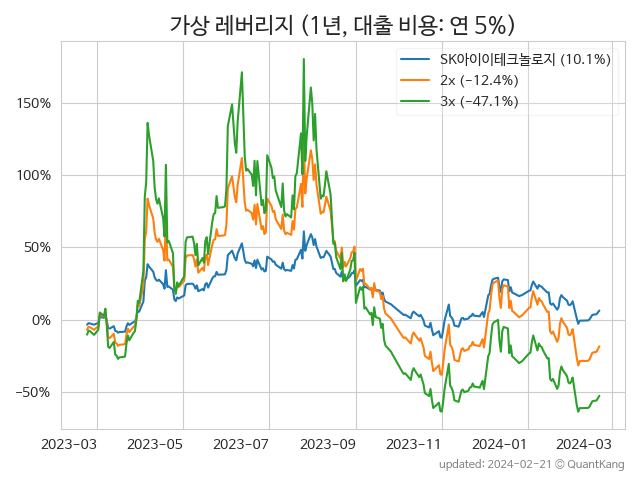 가상 레버리지 (1년, 대출 비용: 연 5%)
SK아이이테크놀로지 (10.1%)
2x (−12.4%)
3x (−47.1%)
150%
100%
50%
0%
−50%
2023-03 2023-05 2023-07 2023-09 2023-11 2024-01 2024-03
updated: 2024-02-21 © QuantKang